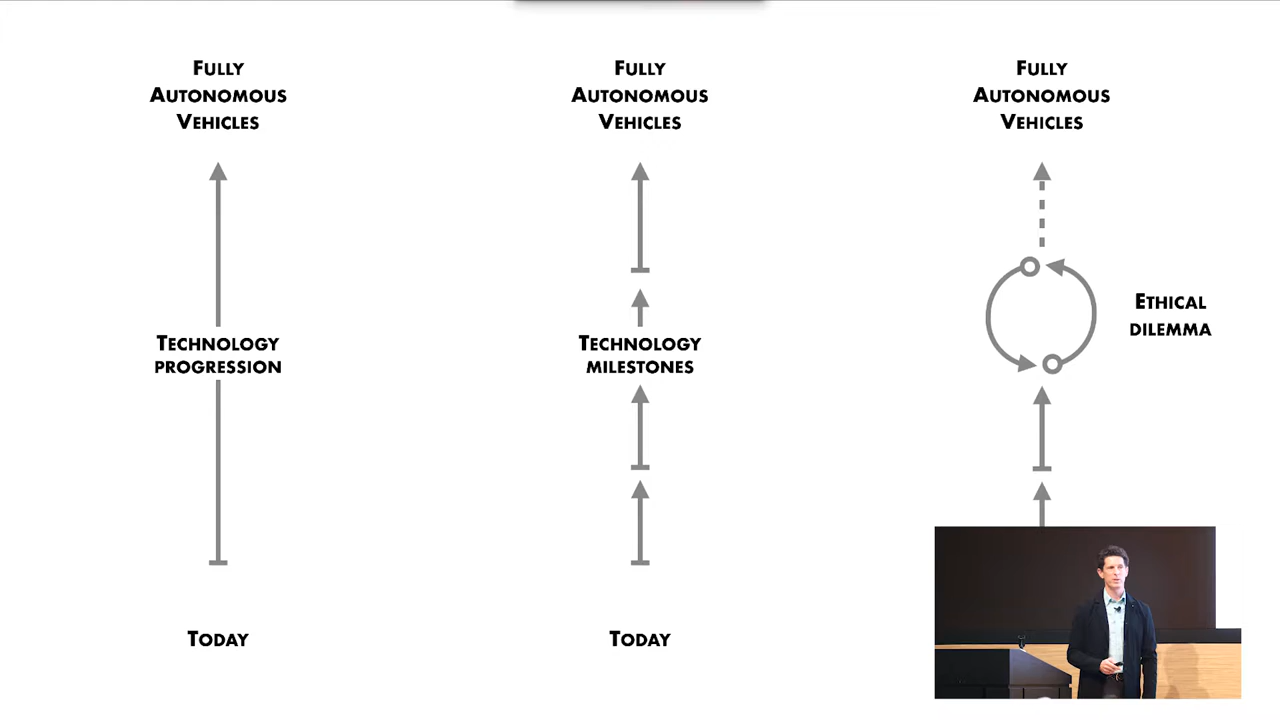 FULLY
AUTONOMOUS
VEHICLES
TECHNOLOGY
PROGRESSION
TODAY
FULLY
AUTONOMOUS
VEHICLES
TECHNOLOGY
MILESTONES
TODAY
FULLY
AUTONOMOUS
VEHICLES
ETHICAL
DILEMMA